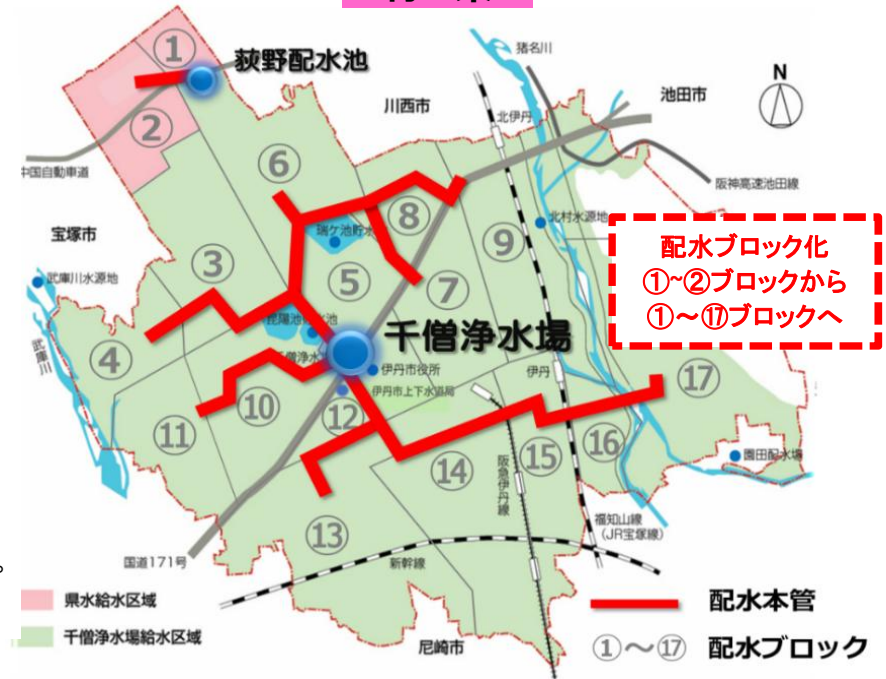 ①
荻野配水池
猪名川
N
池田市
川西市
②
北伊丹
中国自動車道
⑥
阪神高速池田線
宝塚市
⑧
北村水源地
瑞ケ池貯水
⑨
配水ブロック化
①~②ブロックから
①～⑰ブロックへ
③
武庫川水源地
⑤
⑦
昆陽池
池
千僧浄水場
武庫川
④
千僧浄水
伊丹市役所
伊丹
⑰
伊丹市上下水道局
⑩
⑫
⑪
⑭
⑮
⑯
園田配水場
阪急伊丹線
⑬
福知山線
(JR宝塚線)
国道171号
新幹線
。
県水給水区域
配水本管
千僧浄水場給水区域
尼崎市
①～⑰
配水ブロック